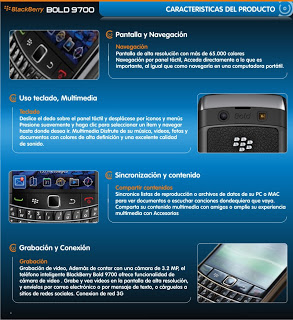 BlackBerry BOLD 9700
CARACTERISTICAS DEL PRODUCTO
Pantalla y Navegación
Navegación
Pantalla de alta resolución con más de 65.000 colores
Navegación por panel táctil, Acceda directamente a lo que es
importante, al igual que como navegaría en una computadora portátil.
Uso teclado, Multimedia
Teclado
Deslice el dedo sobre el panel táctil y desplácese por iconos y menús
Presione suavemente y haga clic para seleccionar un ítem y navegar
hasta donde desea ir. Multimedia Disfrute de su música, videos, fotos y
documentos con colores de alta definición y una excelente calidad
de sonido.
Sincronización y contenido
Compartir contenidos
Sincronice listas de reproducción o archivos de datos de su PC o MAC
para ver documentos o escuchar canciones dondequiera que vaya.
Comparta su contenido multimedia con amigos o amplíe su experiencia
multimedia con Accesorios
Grabación y Conexión
Grabación
Grabación de video, Además de contar con una cámara de 3.2 MP, el
teléfono inteligente BlackBerry Bold 9700 ofrece funcionalidad de
cámara de video. Grabe y vea videos en la pantalla de alta resolución,
y envíelos por correo electrónico o por mensaje de texto, o cárguelos a
sitios de redes sociales. Conexion de red 3G